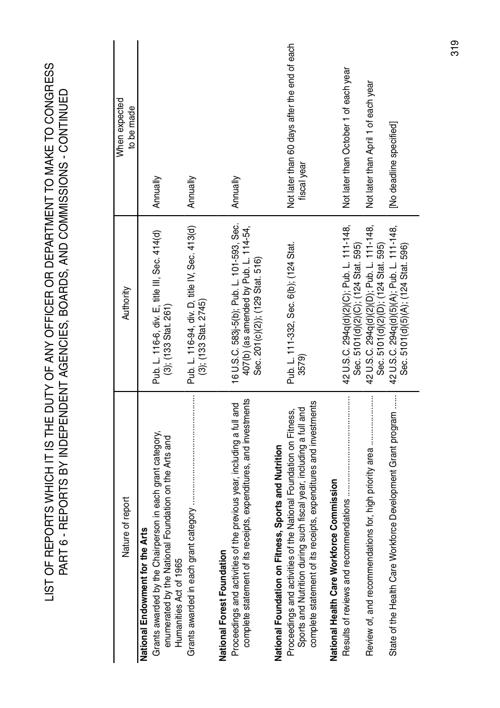 LIST OF REPORTS WHICH IT IS THE DUTY OF ANY OFFICER OR DEPARTMENT TO MAKE TO CONGRESS
PART 6 - REPORTS BY INDEPENDENT AGENCIES, BOARDS, AND COMMISSIONS - CONTINUED
Nature of report
Authority
When expected
to be made
National Endowment for the Arts
Grants awarded by the Chairperson in each grant category,
enumerated by the National Foundation on the Arts and
Humanities Act of 1965
Pub. L. 116-6, div. E, title III, Sec. 414(d)
(3); (133 Stat. 261)
Annually
Grants awarded in each grant category
Pub. L. 116-94, div. D, title IV, Sec. 413(d)
(3); (133 Stat. 2745)
Annually
National Forest Foundation
Proceedings and activities of the previous year, including a full and
complete statement of its receipts, expenditures, and investments
16 U.S.C. 583j-5(b); Pub. L. 101-593, Sec.
407(b) (as amended by Pub. L. 114-54,
Sec. 201(c)(2)); (129 Stat. 516)
Annually
National Foundation on Fitness, Sports and Nutrition
Proceedings and activities of the National Foundation on Fitness,
Sports and Nutrition during such fiscal year, including a full and
complete statement of its receipts, expenditures and investments
Pub. L. 111-332, Sec. 6(b); (124 Stat.
3579)
Not later than 60 days after the end of each
fiscal year
National Health Care Workforce Commission
Results of reviews and recommendations
42 U.S.C. 294q(d)(2)(C); Pub. L. 111-148,
Sec. 5101(d)(2)(C); (124 Stat. 595)
Not later than October 1 of each year
Review of, and recommendations for, high priority area
42 U.S.C. 294q(d)(2)(D); Pub. L. 111-148,
Sec. 5101(d)(2)(D); (124 Stat. 595)
Not later than April 1 of each year
State of the Health Care Workforce Development Grant program
42 U.S.C. 294q(d)(5)(A); Pub. L. 111-148,
Sec. 5101(d)(5)(A); (124 Stat. 596)
[No deadline specified]
319